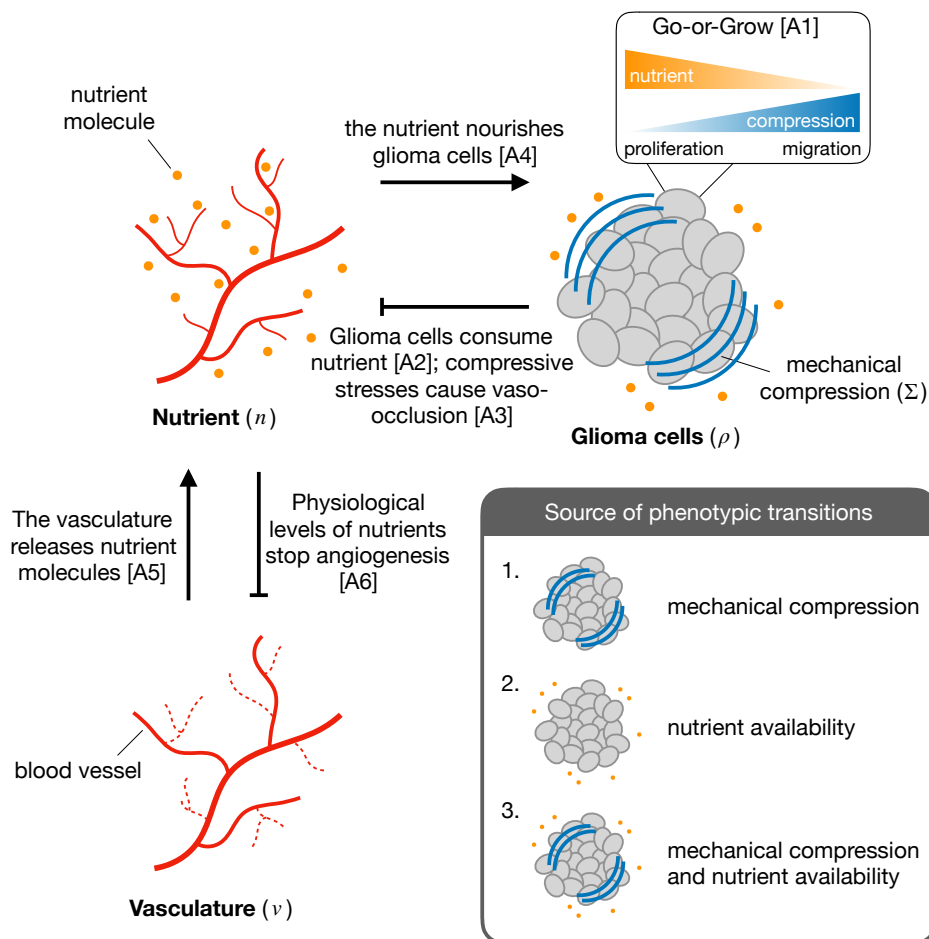 Go-or-Grow [A1]
nutrient
compression
proliferation
migration
nutrient
molecule
the nutrient nourishes
glioma cells [A4]
Glioma cells consume
nutrient [A2]; compressive
stresses cause vaso-
occlusion [A3]
mechanical
compression (Σ)
Nutrient (n)
Glioma cells (ρ)
The vasculature
releases nutrient
molecules [A5]
Physiological
levels of nutrients
stop angiogenesis
[A6]
blood vessel
Vasculature (v)
Source of phenotypic transitions
1.
mechanical compression
2.
nutrient availability
3.
mechanical compression
and nutrient availability